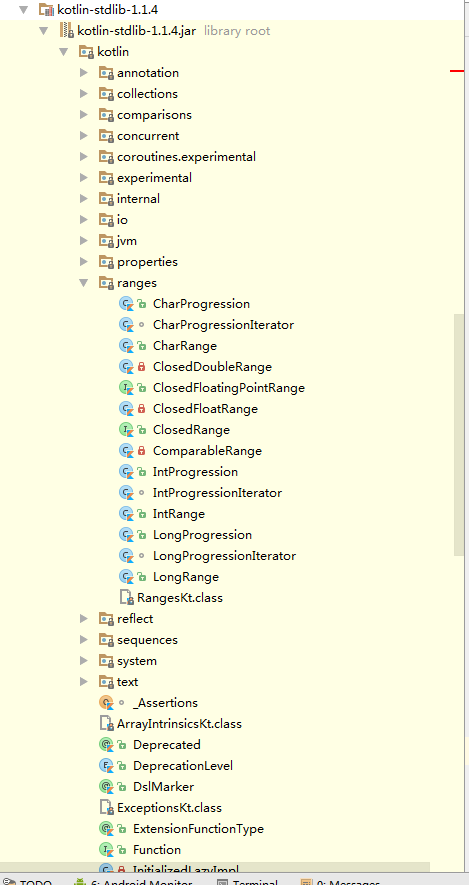 kotlin-stdlib-1.1.4
kotlin-stdlib-1.1.4.jar library root
kotlin
annotation
collections
comparisons
concurrent
coroutines.experimental
experimental
internal
io
jvm
properties
ranges
CharProgression
CharProgressionIterator
CharRange
ClosedDoubleRange
ClosedFloatingPointRange
ClosedFloatRange
ClosedRange
ComparableRange
IntProgression
IntProgressionIterator
IntRange
LongProgression
LongProgressionIterator
LongRange
RangesKt.class
reflect
sequences
system
text
_Assertions
ArrayIntrinsicsKt.class
Deprecated
DeprecationLevel
DslMarker
ExceptionsKt.class
ExtensionFunctionType
Function
InitializedLazyImpl
TODO 6: Android Monitor Terminal 0: Messages